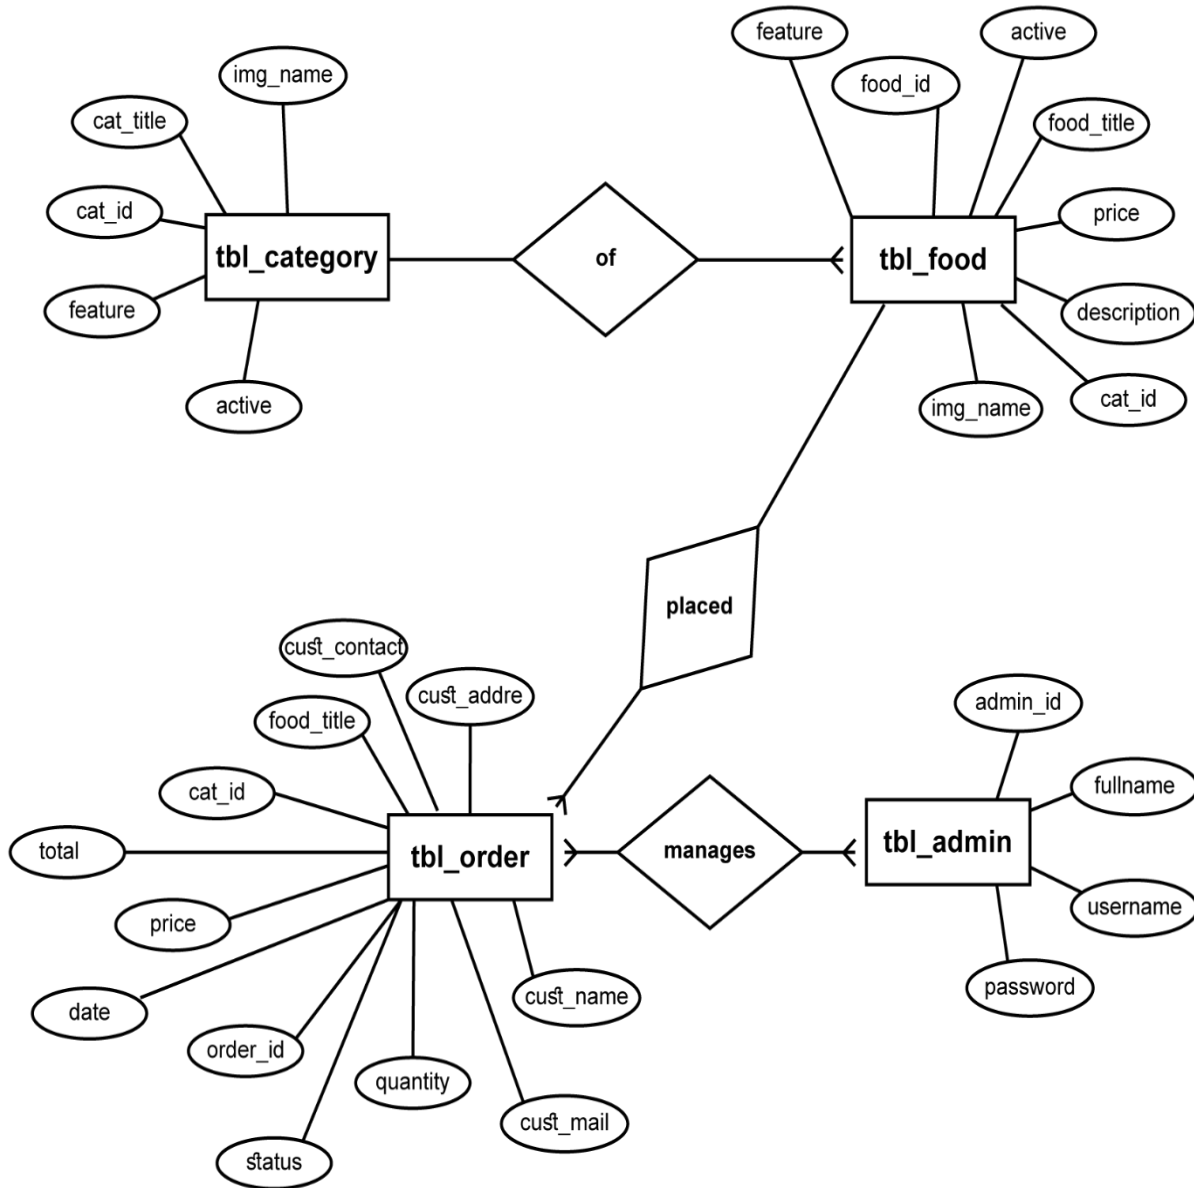 feature
active
img_name
food_id
cat_title
food_title
cat_id
price
tbl_category
of
tbl_food
feature
description
active
img_name
cat_id
placed
cust_contact
cust_addre
admin_id
food_title
fullname
cat_id
total
tbl_order
manages
tbl_admin
price
username
cust_name
password
date
order_id
quantity
cust_mail
status